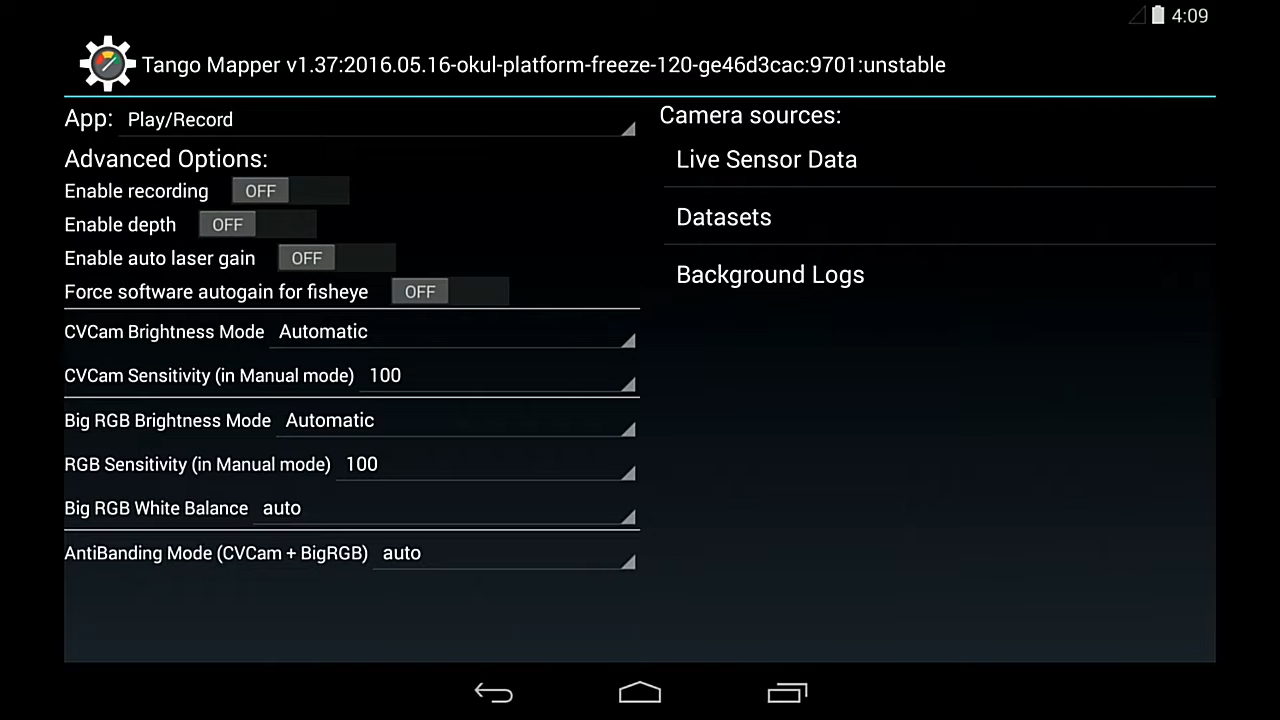 4:09
Tango Mapper v1.37:2016.05.16-okul-platform-freeze-120-ge46d3cac:9701:unstable
App: Play/Record
Advanced Options:
Enable recording OFF
Enable depth OFF
Enable auto laser gain OFF
Force software autogain for fisheye OFF
CVCam Brightness Mode Automatic
CVCam Sensitivity (in Manual mode) 100
Big RGB Brightness Mode Automatic
RGB Sensitivity (in Manual mode) 100
Big RGB White Balance auto
AntiBanding Mode (CVCam + BigRGB) auto
Camera sources:
Live Sensor Data
Datasets
Background Logs